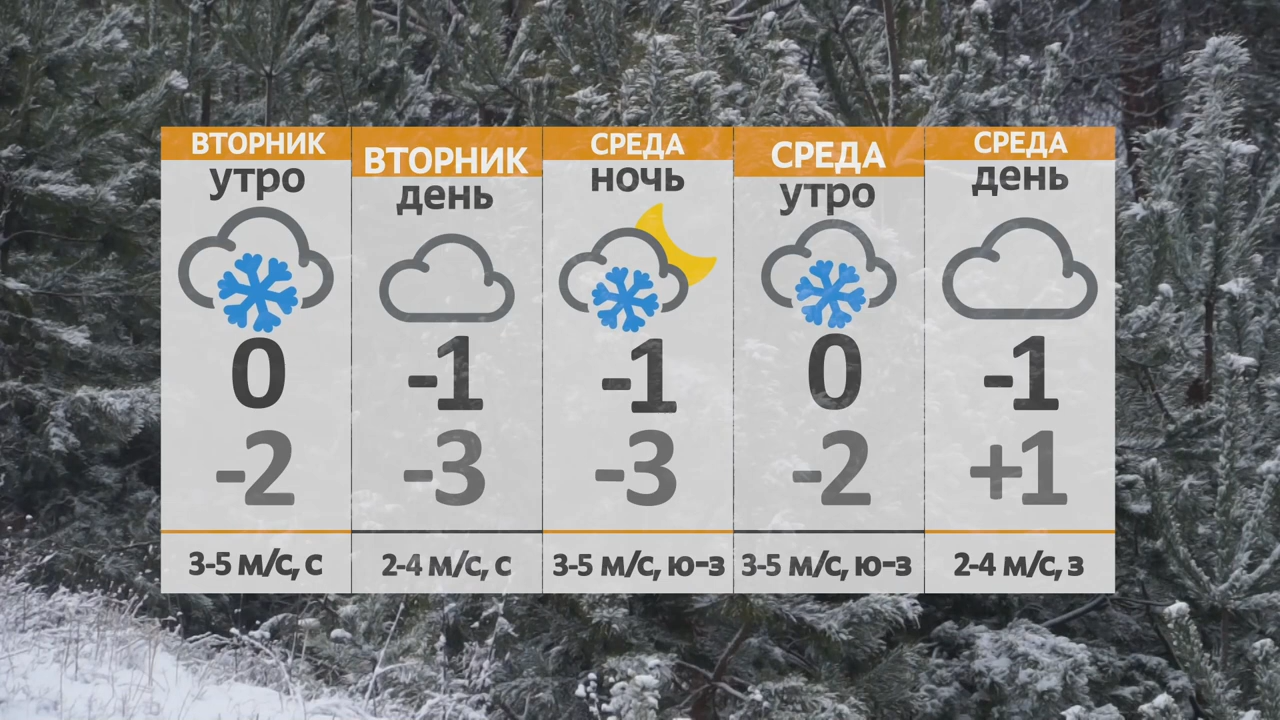 ВТОРНИК
утро
0
-2
3-5 м/с, с
ВТОРНИК
день
-1
-3
2-4 м/с, с
СРЕДА
ночь
-1
-3
3-5 м/с, ю-з
СРЕДА
утро
0
-2
3-5 м/с, ю-з
СРЕДА
день
-1
+1
2-4 м/с, з